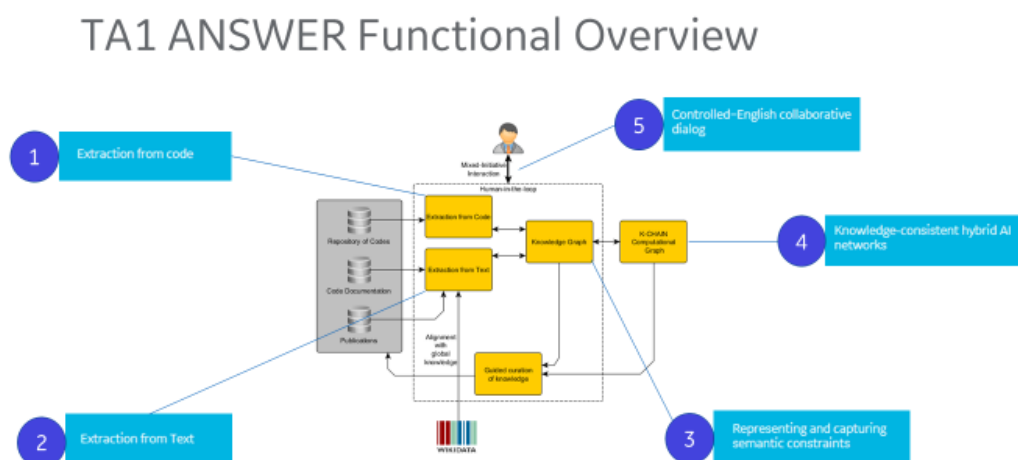 TA1 ANSWER Functional Overview
5
Controlled-English collaborative
dialog
1
Extraction from code
Mixed-Initiative
Interaction
Human-in-the-loop
Extraction from Code
Repository of Codes
Knowledge Graph
K-CHAIN
Computational
Graph
4
Knowledge-consistent hybrid AI
networks
Extraction from Text
Code Documentation
Publications
Alignment
with
global
knowledge
Guided curation
of knowledge
2
Extraction from Text
WIKIDATA
3
Representing and capturing
semantic constraints